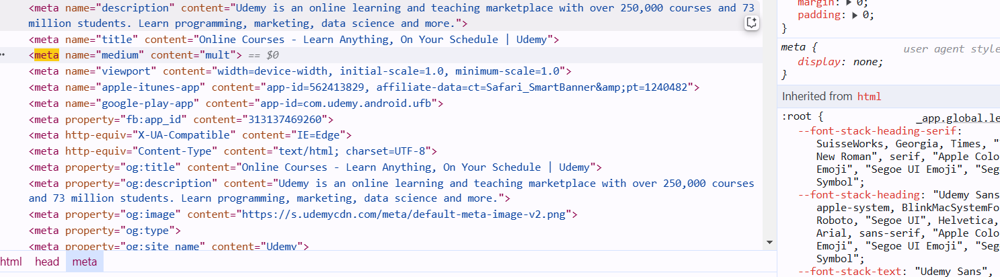 <meta name="description" content="Udemy is an online learning and teaching marketplace with over 250,000 courses and 73
million students. Learn programming, marketing, data science and more.">
<meta name="title" content="Online Courses - Learn Anything, On Your Schedule | Udemy">
<meta name="medium" content="mult"> == $0
<meta name="viewport" content="width=device-width, initial-scale=1.0, minimum-scale=1.0">
<meta name="apple-itunes-app" content="app-id=562413829, affiliate-data=ct=Safari_SmartBanner&amp;pt=1240482">
<meta name="google-play-app" content="app-id=com.udemy.android.ufb">
<meta property="fb:app_id" content="313137469260">
<meta http-equiv="X-UA-Compatible" content="IE=Edge">
<meta http-equiv="Content-Type" content="text/html; charset=UTF-8">
<meta property="og:title" content="Online Courses - Learn Anything, On Your Schedule | Udemy">
<meta property="og:description" content="Udemy is an online learning and teaching marketplace with over 250,000 courses
and 73 million students. Learn programming, marketing, data science and more.">
<meta property="og:image" content="https://s.udemycdn.com/meta/default-meta-image-v2.png">
<meta property="og:type">
<meta property="og:site_name" content="Udemy">
html head meta
margin: ▶ 0;
padding: ▶ 0;
}
meta { user agent style
display: none;
}
Inherited from html
:root { _app.global.le
--font-stack-heading-serif:
SuisseWorks, Georgia, Times, "
New Roman", serif, "Apple Colo
Emoji", "Segoe UI Emoji", "Seg
Symbol";
--font-stack-heading: "Udemy Sans
apple-system, BlinkMacSystemFo
Roboto, "Segoe UI", Helvetica,
Arial, sans-serif, "Apple Colo
Emoji", "Segoe UI Emoji", "Seg
Symbol";
--font-stack-text: "Udemy Sans",